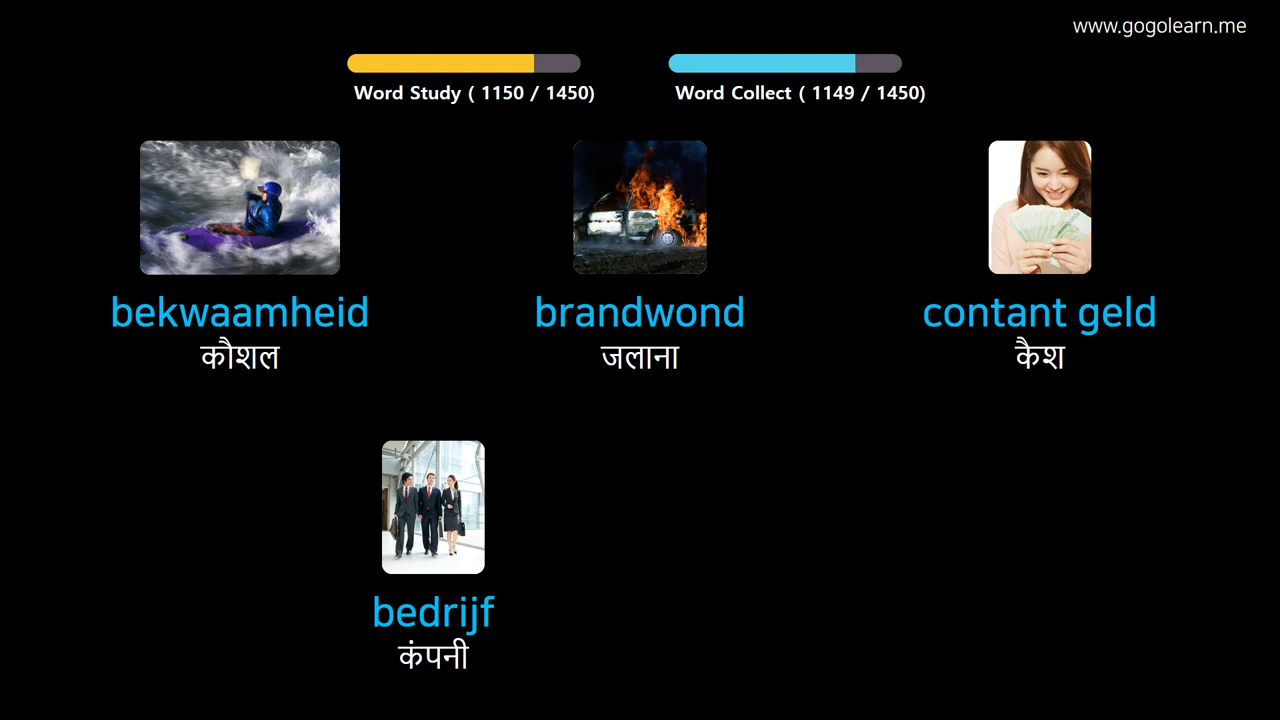 www.gogolearn.me
Word Study ( 1150 / 1450)
Word Collect ( 1149 / 1450)
bekwaamheid
कौशल
brandwond
जलाना
contant geld
कैश
bedrijf
कंपनी